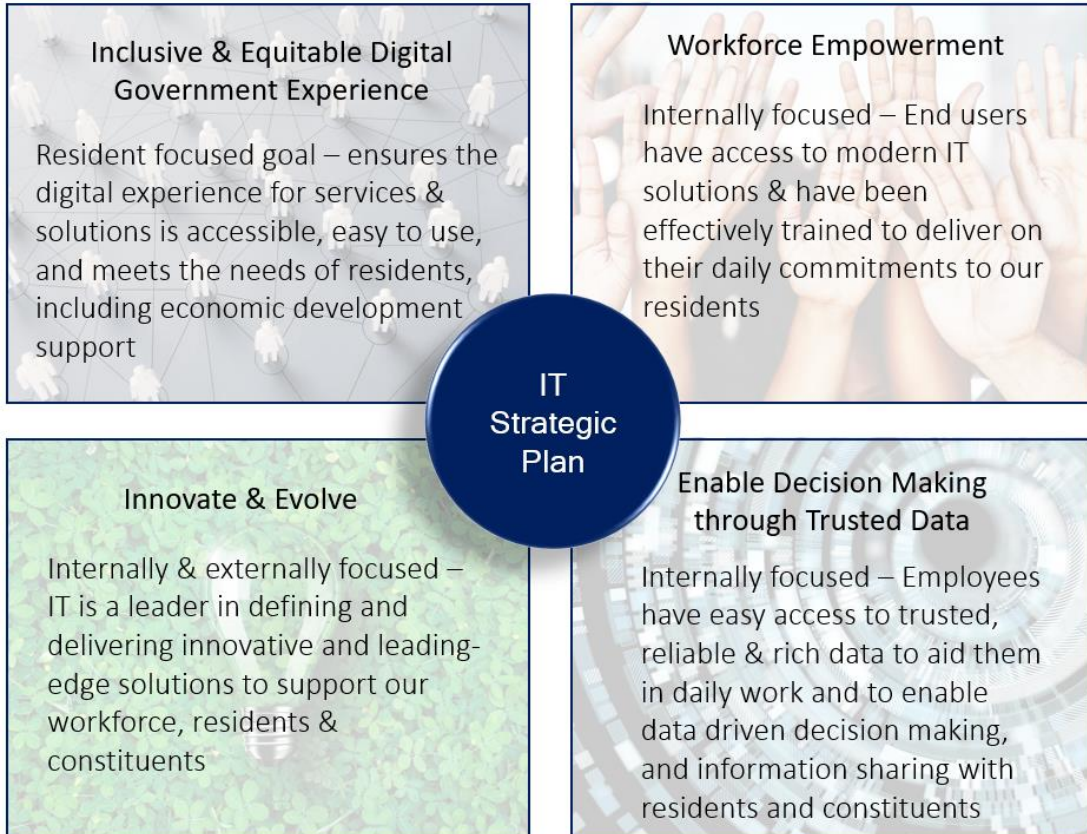 Inclusive & Equitable Digital
Government Experience
Resident focused goal – ensures the
digital experience for services &
solutions is accessible, easy to use,
and meets the needs of residents,
including economic development
support
Workforce Empowerment
Internally focused – End users
have access to modern IT
solutions & have been
effectively trained to deliver on
their daily commitments to our
residents
IT
Strategic
Plan
Innovate & Evolve
Internally & externally focused –
IT is a leader in defining and
delivering innovative and leading-
edge solutions to support our
workforce, residents &
constituents
Enable Decision Making
through Trusted Data
Internally focused – Employees
have easy access to trusted,
reliable & rich data to aid them
in daily work and to enable
data driven decision making,
and information sharing with
residents and constituents